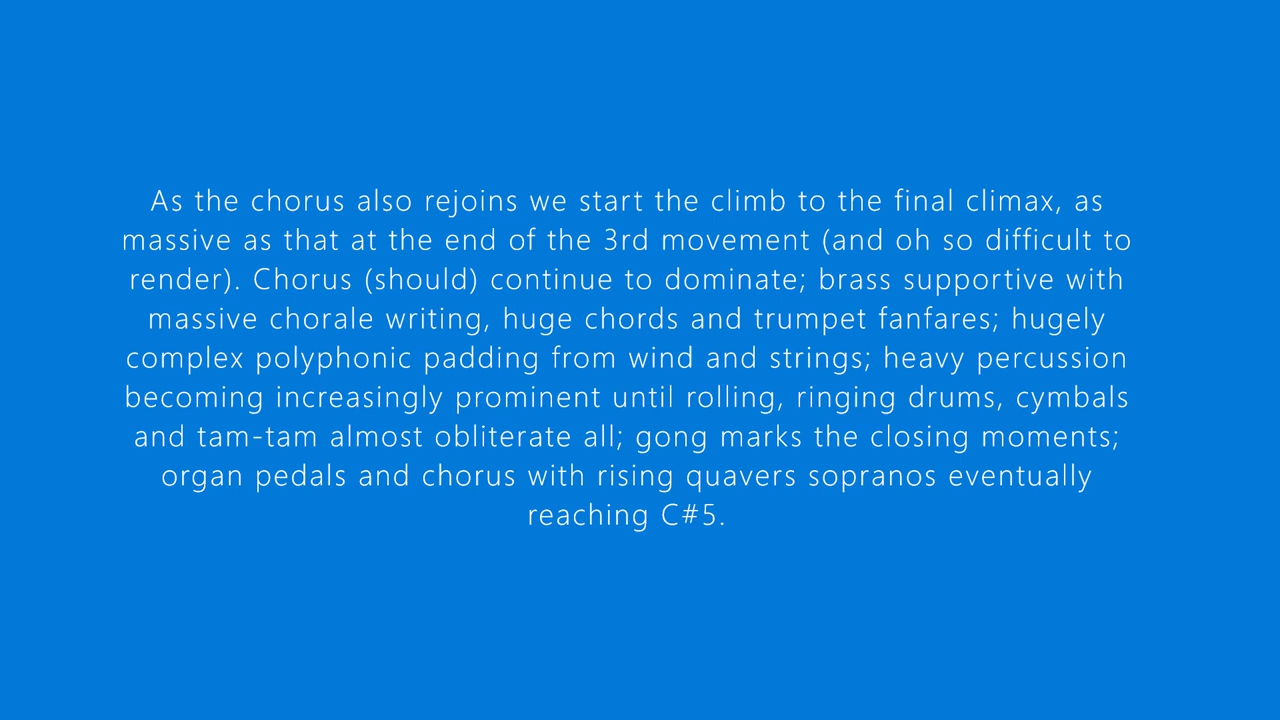 As the chorus also rejoins we start the climb to the final climax, as
massive as that at the end of the 3rd movement (and oh so difficult to
render). Chorus (should) continue to dominate; brass supportive with
massive chorale writing, huge chords and trumpet fanfares; hugely
complex polyphonic padding from wind and strings; heavy percussion
becoming increasingly prominent until rolling, ringing drums, cymbals
and tam-tam almost obliterate all; gong marks the closing moments;
organ pedals and chorus with rising quavers sopranos eventually
reaching C#5.